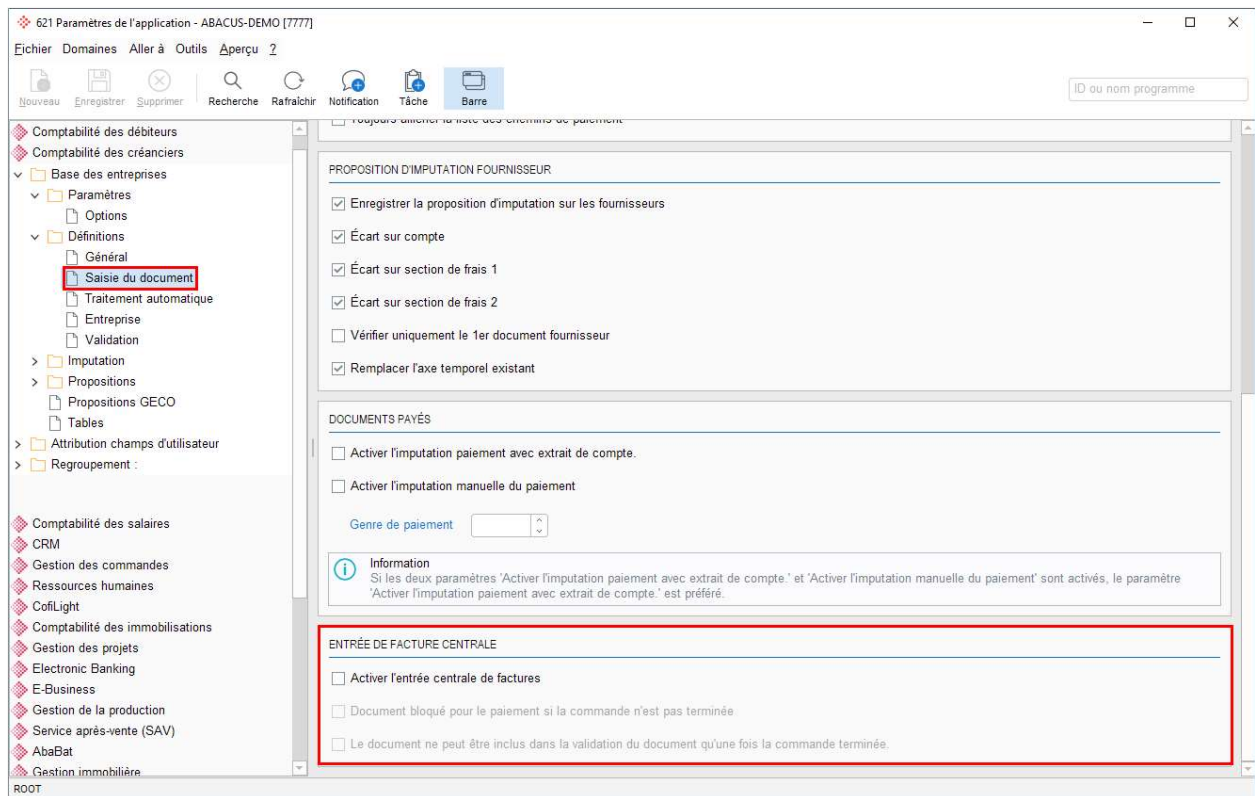 621 Paramètres de l'application - ABACUS-DEMO [7777]
Fichier Domaines Aller à Outils Aperçu ?
Nouveau Enregistrer Supprimer Recherche Rafraîchir Notification Tâche Barre
ID ou nom programme
Comptabilité des débiteurs
Comptabilité des créanciers
Base des entreprises
Paramètres
Options
Définitions
Général
Saisie du document
Traitement automatique
Entreprise
Validation
Imputation
Propositions
Propositions GECO
Tables
Attribution champs d'utilisateur
Regroupement :
Comptabilité des salaires
CRM
Gestion des commandes
Ressources humaines
CofiLight
Comptabilité des immobilisations
Gestion des projets
Electronic Banking
E-Business
Gestion de la production
Service après-vente (SAV)
AbaBat
Gestion immobilière
Toujours afficher la liste des chemins de paiement
PROPOSITION D'IMPUTATION FOURNISSEUR
Enregistrer la proposition d'imputation sur les fournisseurs
Écart sur compte
Écart sur section de frais 1
Écart sur section de frais 2
Vérifier uniquement le 1er document fournisseur
Remplacer l'axe temporel existant
DOCUMENTS PAYÉS
Activer l'imputation paiement avec extrait de compte.
Activer l'imputation manuelle du paiement
Genre de paiement
Information
Si les deux paramètres 'Activer l'imputation paiement avec extrait de compte.' et 'Activer l'imputation manuelle du paiement' sont activés, le paramètre
'Activer l'imputation paiement avec extrait de compte.' est préféré.
ENTRÉE DE FACTURE CENTRALE
Activer l'entrée centrale de factures
Document bloqué pour le paiement si la commande n'est pas terminée
Le document ne peut être inclus dans la validation du document qu'une fois la commande terminée.
ROOT